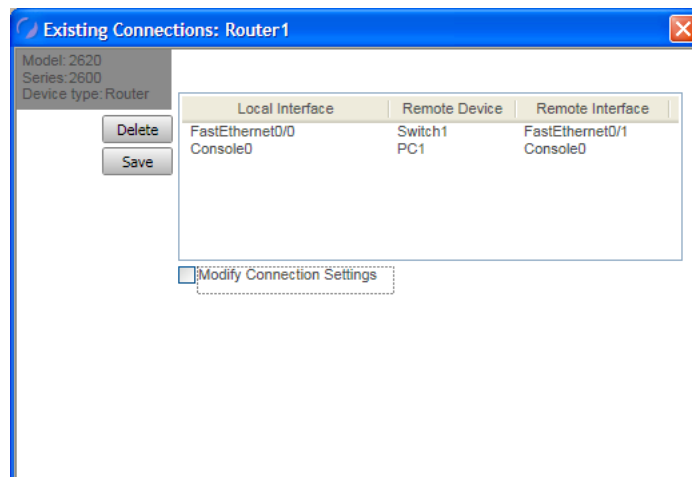 Existing Connections: Router1
Model: 2620
Series: 2600
Device type: Router
Delete
Save
Local Interface Remote Device Remote Interface
FastEthernet0/0 Switch1 FastEthernet0/1
Console0 PC1 Console0
Modify Connection Settings